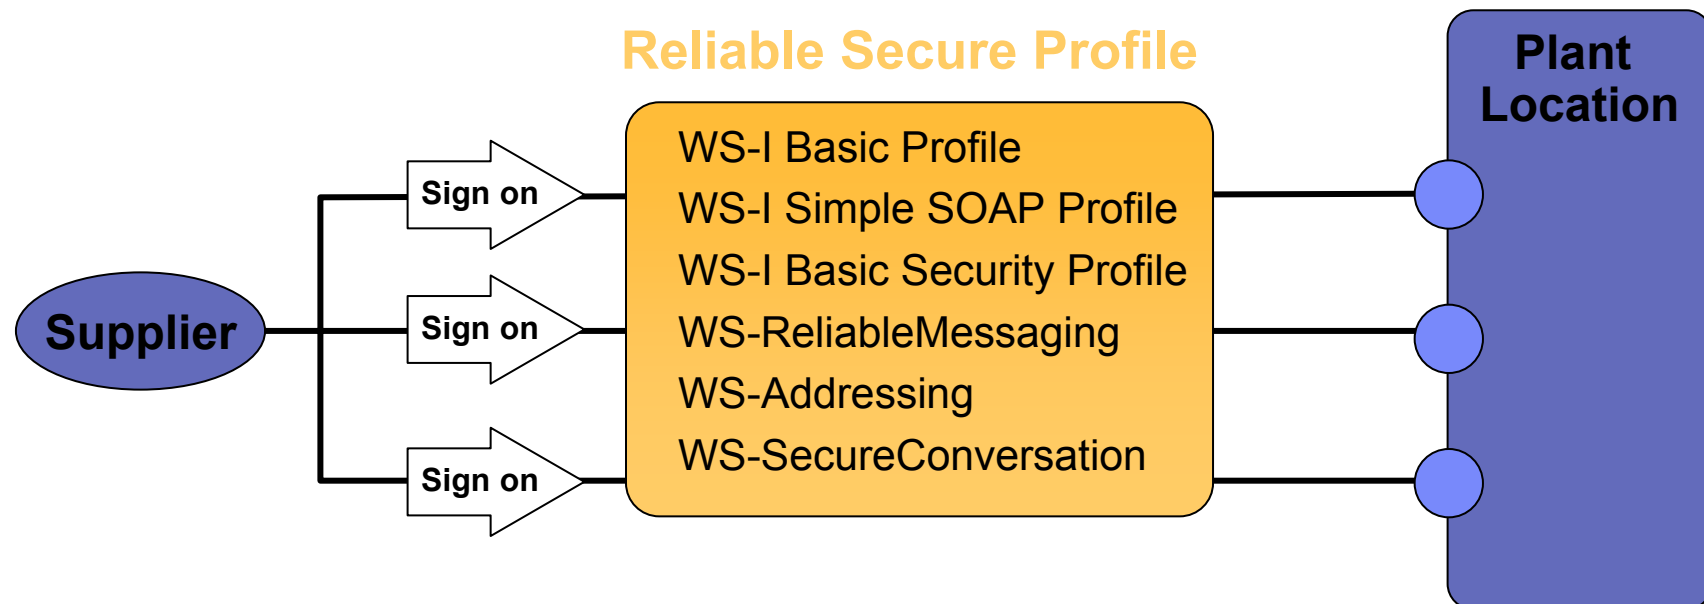 Reliable Secure Profile
Plant
Location
WS-I Basic Profile
WS-I Simple SOAP Profile
WS-I Basic Security Profile
WS-ReliableMessaging
WS-Addressing
WS-SecureConversation
Sign on
Sign on
Sign on
Supplier